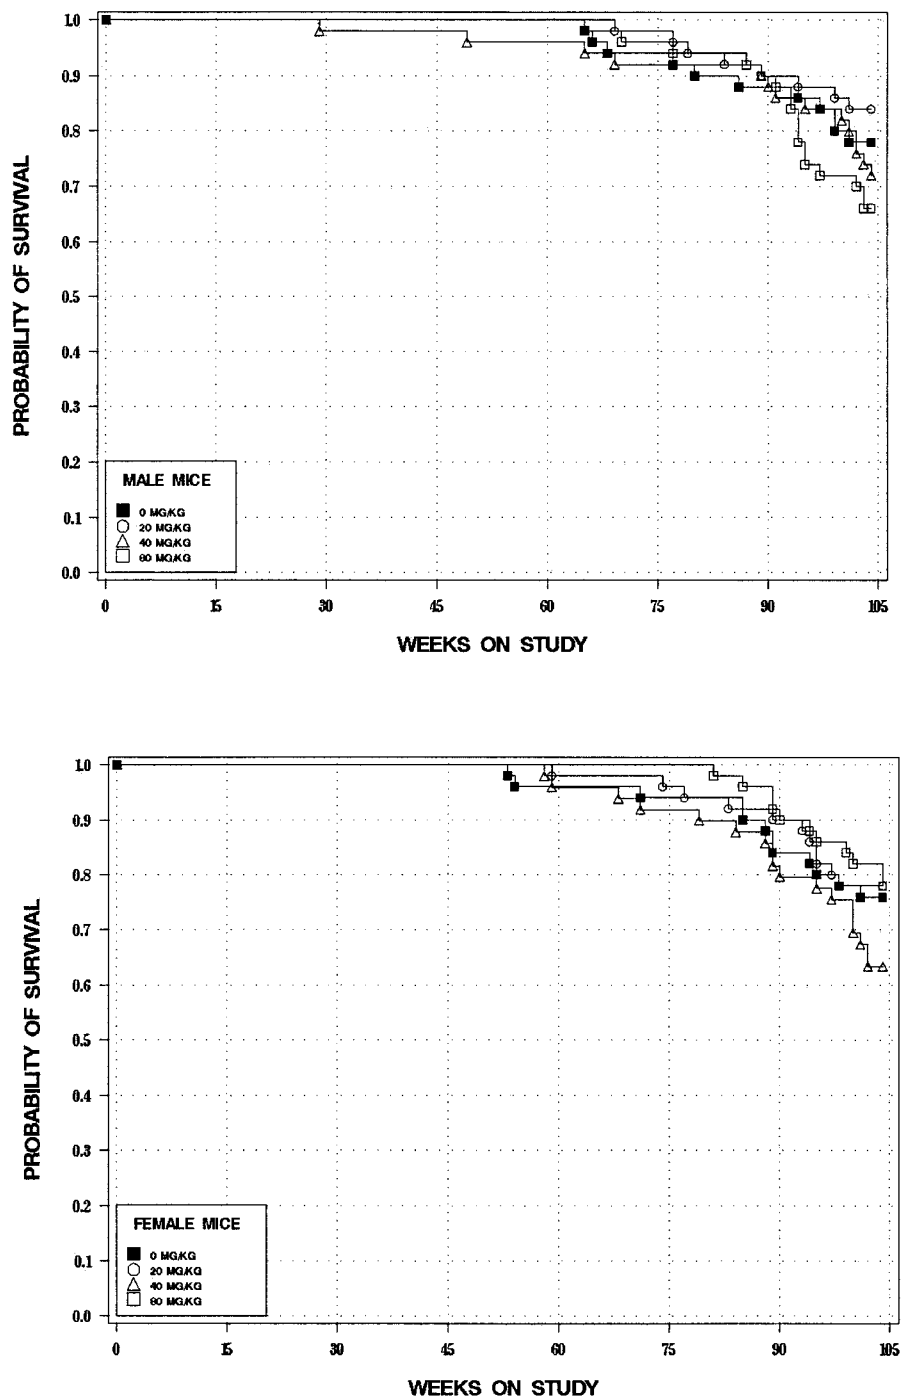 1.0
0.9
0.8
0.7
0.6
0.5
0.4
0.3
0.2
0.1
0.0
PROBABILITY OF SURVIVAL
MALE MICE
0 MG/KG
20 MG/KG
40 MG/KG
80 MG/KG
0 15 30 45 60 75 90 105
WEEKS ON STUDY
1.0
0.9
0.8
0.7
0.6
0.5
0.4
0.3
0.2
0.1
0.0
PROBABILITY OF SURVIVAL
FEMALE MICE
0 MG/KG
20 MG/KG
40 MG/KG
80 MG/KG
0 15 30 45 60 75 90 105
WEEKS ON STUDY